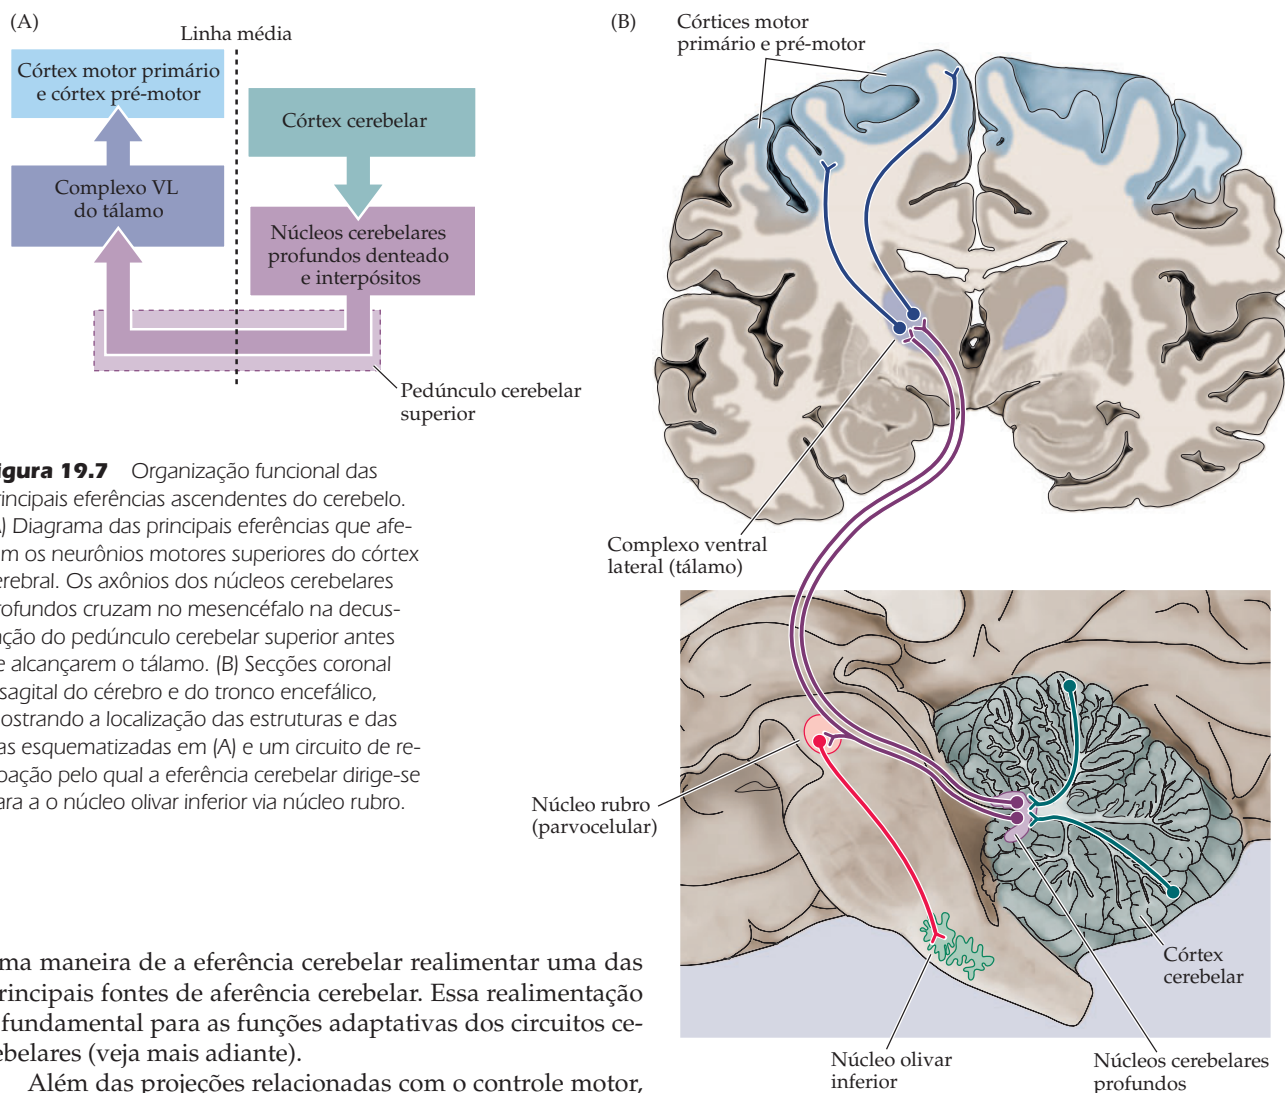 (A)
Linha média
Córtex motor primário
e córtex pré-motor
Córtex cerebelar
Complexo VL
do tálamo
Núcleos cerebelares
profundos denteado
e interpósitos
Pedúnculo cerebelar
superior
(B)
Córtices motor
primário e pré-motor
Complexo ventral
lateral (tálamo)
Núcleo rubro
(parvocelular)
Córtex
cerebelar
Núcleo olivar
inferior
Núcleos cerebelares
profundos
igura 19.7 Organização funcional das
rincipais eferências ascendentes do cerebelo.
) Diagrama das principais eferências que afe-
m os neurônios motores superiores do córtex
erebral. Os axônios dos núcleos cerebelares
rofundos cruzam no mesencéfalo na decus-
ação do pedúnculo cerebelar superior antes
e alcançarem o tálamo. (B) Secções coronal
sagital do cérebro e do tronco encefálico,
ostrando a localização das estruturas e das
as esquematizadas em (A) e um circuito de re-
oação pelo qual a eferência cerebelar dirige-se
ara a o núcleo olivar inferior via núcleo rubro.
ma maneira de a eferência cerebelar realimentar uma das
rincipais fontes de aferência cerebelar. Essa realimentação
fundamental para as funções adaptativas dos circuitos ce-
ebelares (veja mais adiante).
Além das projeções relacionadas com o controle motor,